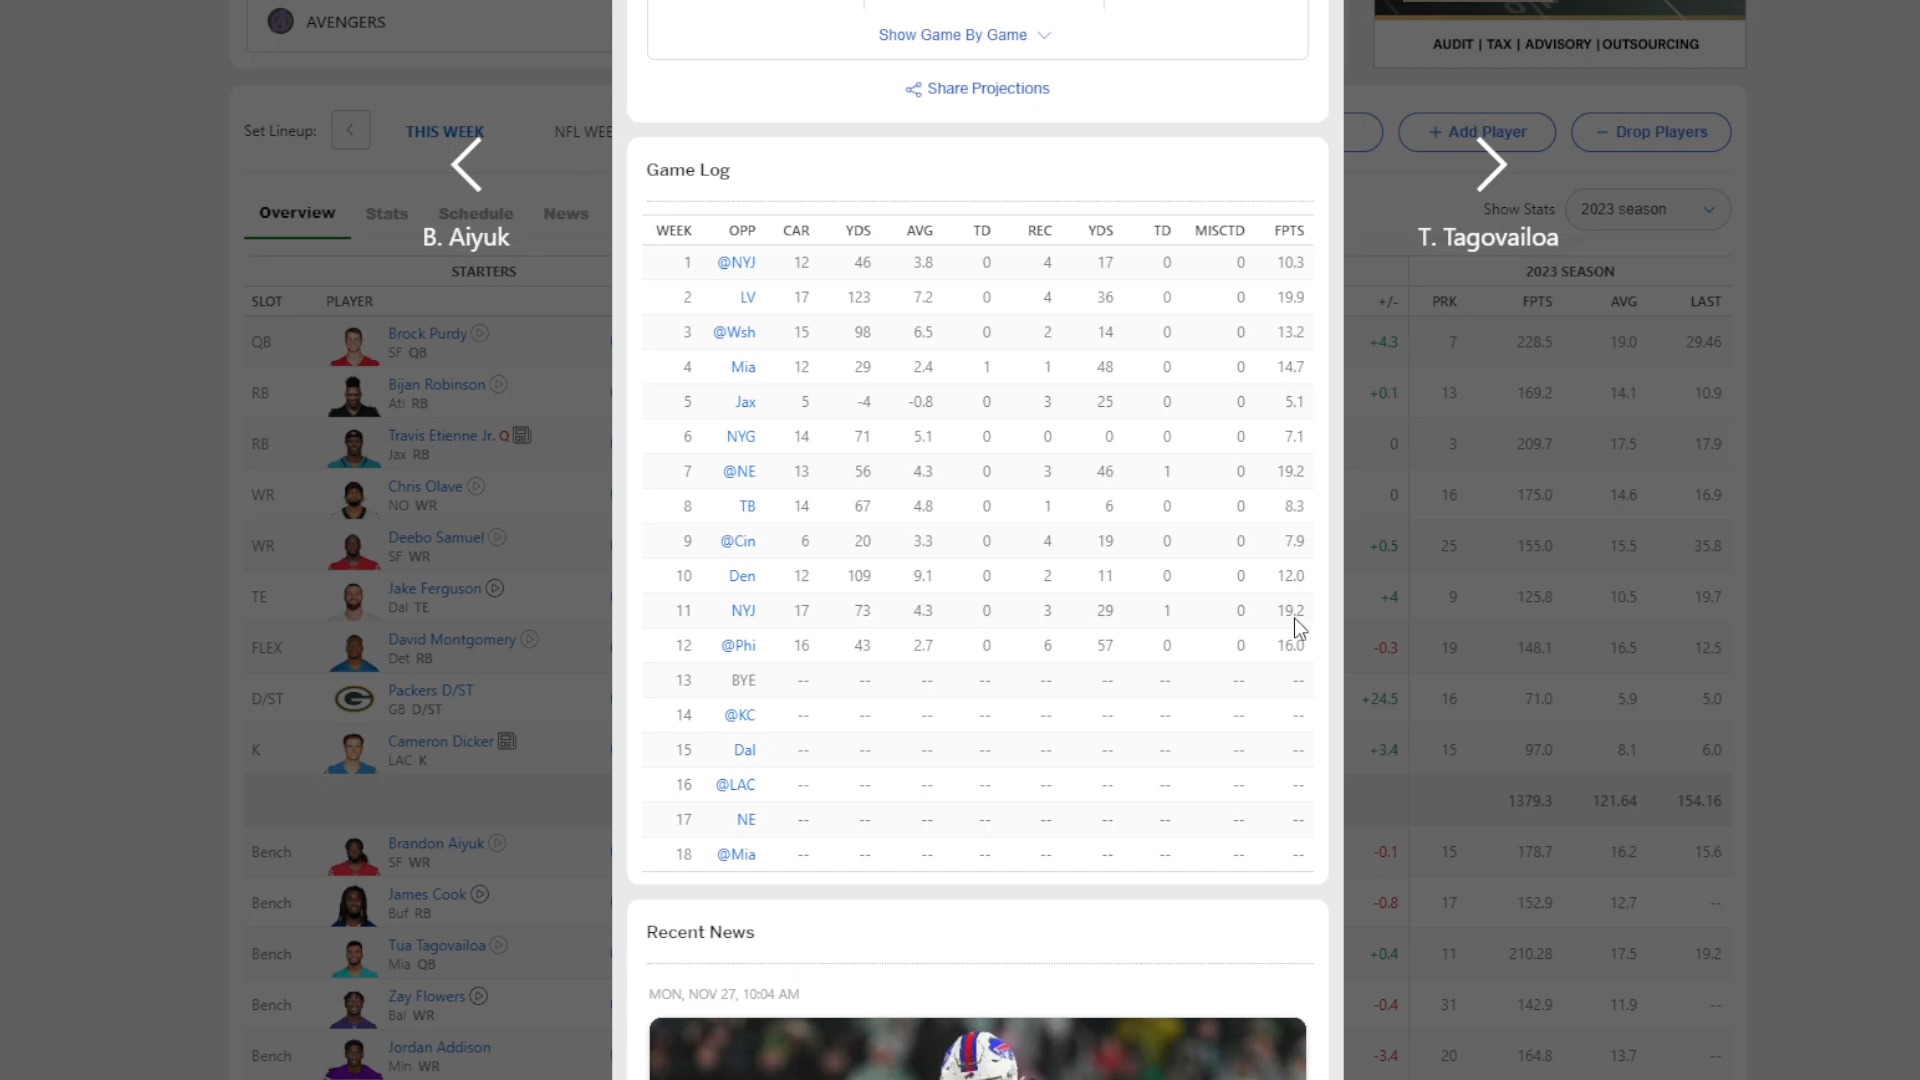 AVENGERS
AUDIT | TAX | ADVISORY | OUTSOURCING
Show Game By Game
Share Projections
Set Lineup:
THIS WEEK
NFL WEE
+ Add Player
− Drop Players
B. Aiyuk
T. Tagovailoa
Overview Stats Schedule News
Show Stats 2023 season
STARTERS
SLOT PLAYER
QB Brock Purdy
SF QB
RB Bijan Robinson
Atl RB
RB Travis Etienne Jr. Q
Jax RB
WR Chris Olave
NO WR
WR Deebo Samuel
SF WR
TE Jake Ferguson
Dal TE
FLEX David Montgomery
Det RB
D/ST Packers D/ST
GB D/ST
K Cameron Dicker
LAC K
Bench Brandon Aiyuk
SF WR
Bench James Cook
Buf RB
Bench Tua Tagovailoa
Mia QB
Bench Zay Flowers
Bal WR
Bench Jordan Addison
Min WR
Game Log
WEEK OPP CAR YDS AVG TD REC YDS TD MISCTD FPTS
1 @NYJ 12 46 3.8 0 4 17 0 0 10.3
2 LV 17 123 7.2 0 4 36 0 0 19.9
3 @Wsh 15 98 6.5 0 2 14 0 0 13.2
4 Mia 12 29 2.4 1 1 48 0 0 14.7
5 Jax 5 -4 -0.8 0 3 25 0 0 5.1
6 NYG 14 71 5.1 0 0 0 0 0 7.1
7 @NE 13 56 4.3 0 3 46 1 0 19.2
8 TB 14 67 4.8 0 1 6 0 0 8.3
9 @Cin 6 20 3.3 0 4 19 0 0 7.9
10 Den 12 109 9.1 0 2 11 0 0 12.0
11 NYJ 17 73 4.3 0 3 29 1 0 19.2
12 @Phi 16 43 2.7 0 6 57 0 0 16.0
13 BYE -- -- -- -- -- -- -- -- --
14 @KC -- -- -- -- -- -- -- -- --
15 Dal -- -- -- -- -- -- -- -- --
16 @LAC -- -- -- -- -- -- -- -- --
17 NE -- -- -- -- -- -- -- -- --
18 @Mia -- -- -- -- -- -- -- -- --
Recent News
MON, NOV 27, 10:04 AM
2023 SEASON
+/- PRK FPTS AVG LAST
+4.3 7 228.5 19.0 29.46
+0.1 13 169.2 14.1 10.9
0 3 209.7 17.5 17.9
0 16 175.0 14.6 16.9
+0.5 25 155.0 15.5 35.8
+4 9 125.8 10.5 19.7
-0.3 19 148.1 16.5 12.5
+24.5 16 71.0 5.9 5.0
+3.4 15 97.0 8.1 6.0
1379.3 121.64 154.16
-0.1 15 178.7 16.2 15.6
-0.8 17 152.9 12.7 --
+0.4 11 210.28 17.5 19.2
-0.4 31 142.9 11.9 --
-3.4 20 164.8 13.7 --